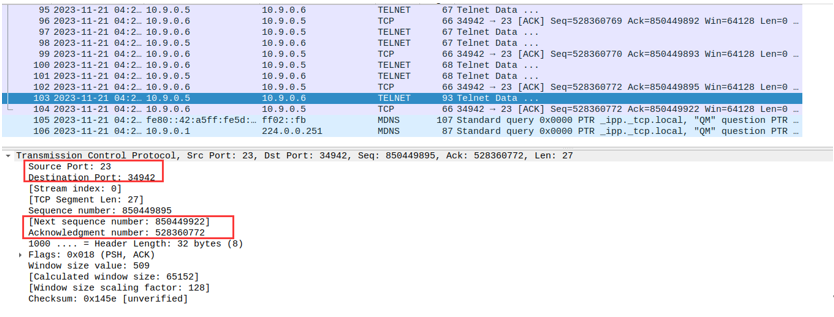 95 2023-11-21 04:2… 10.9.0.6 10.9.0.5 TELNET 67 Telnet Data ...
96 2023-11-21 04:2… 10.9.0.5 10.9.0.6 TCP 66 34942 → 23 [ACK] Seq=528360769 Ack=850449892 Win=64128 Len=0 …
97 2023-11-21 04:2… 10.9.0.5 10.9.0.6 TELNET 67 Telnet Data ...
98 2023-11-21 04:2… 10.9.0.6 10.9.0.5 TELNET 67 Telnet Data ...
99 2023-11-21 04:2… 10.9.0.5 10.9.0.6 TCP 66 34942 → 23 [ACK] Seq=528360770 Ack=850449893 Win=64128 Len=0 …
100 2023-11-21 04:2… 10.9.0.5 10.9.0.6 TELNET 68 Telnet Data ...
101 2023-11-21 04:2… 10.9.0.6 10.9.0.5 TELNET 68 Telnet Data ...
102 2023-11-21 04:2… 10.9.0.5 10.9.0.6 TCP 66 34942 → 23 [ACK] Seq=528360772 Ack=850449895 Win=64128 Len=0 …
103 2023-11-21 04:2… 10.9.0.6 10.9.0.5 TELNET 93 Telnet Data ...
104 2023-11-21 04:2… 10.9.0.5 10.9.0.6 TCP 66 34942 → 23 [ACK] Seq=528360772 Ack=850449922 Win=64128 Len=0 …
105 2023-11-21 04:2… fe80::42:a5ff:fe5d:… ff02::fb MDNS 107 Standard query 0x0000 PTR _ipp._tcp.local, "QM" question PTR …
106 2023-11-21 04:2… 10.9.0.1 224.0.0.251 MDNS 87 Standard query 0x0000 PTR _ipp._tcp.local, "QM" question PTR …
Transmission Control Protocol, Src Port: 23, Dst Port: 34942, Seq: 850449895, Ack: 528360772, Len: 27
Source Port: 23
Destination Port: 34942
[Stream index: 0]
[TCP Segment Len: 27]
Sequence number: 850449895
[Next sequence number: 850449922]
Acknowledgment number: 528360772
1000 .... = Header Length: 32 bytes (8)
Flags: 0x018 (PSH, ACK)
Window size value: 509
[Calculated window size: 65152]
[Window size scaling factor: 128]
Checksum: 0x145e [unverified]